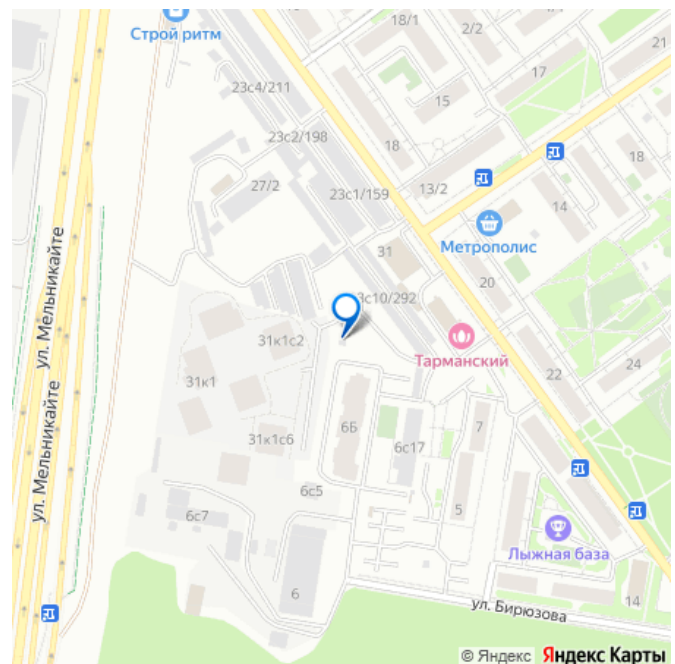 18/1
2/2
21
Строй ритм
17
23с4/211
15
23с2/198
18
18
27/2
13/2
23с1/159
14
ул. Мельникайте
31
Метрополис
20
3с10/292
31к1с2
Тарманский
24
22
31к1
ул. Мельникайте
6Б
7
31к1с6
6с17
6с5
5
6с7
Лыжная база
6
ул. Бирюзова
14
© Яндекс Яндекс Карты